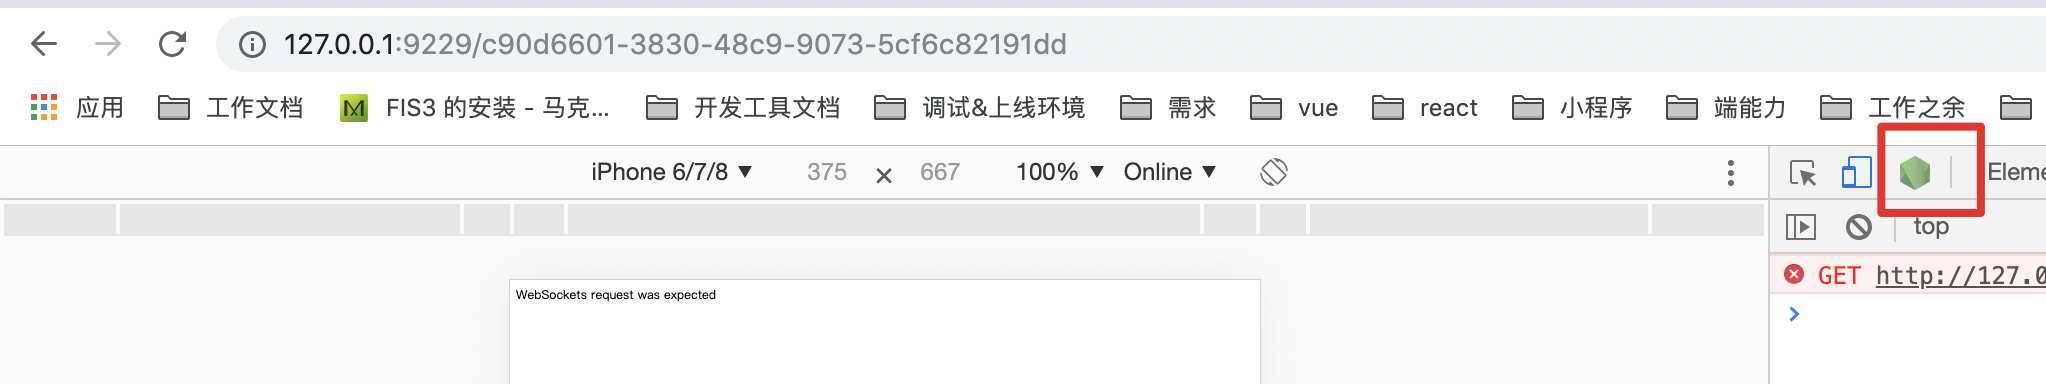 127.0.0.1:9229/c90d6601-3830-48c9-9073-5cf6c82191dd
应用 工作文档 FIS3 的安装 - 马克... 开发工具文档 调试&上线环境 需求 vue react 小程序 端能力 工作之余
iPhone 6/7/8 375 × 667 100% Online Eleme
top
GET http://127.0
WebSockets request was expected